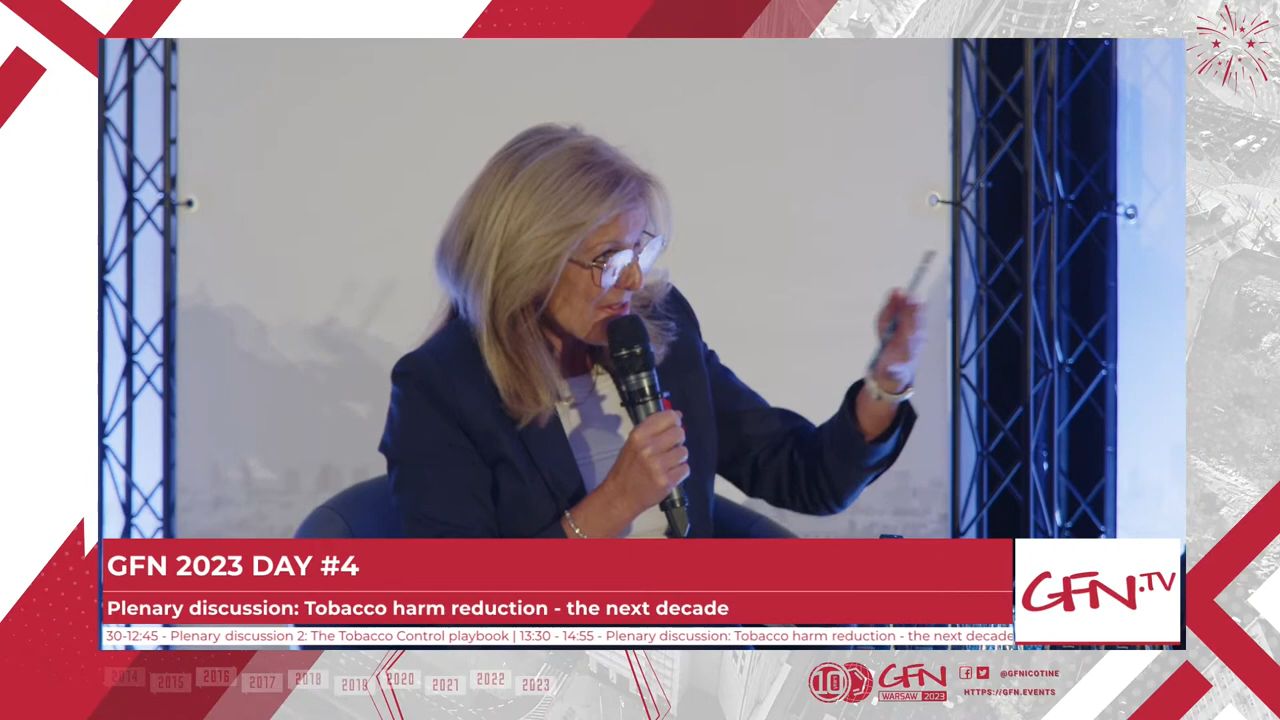 GFN 2023 DAY #4
GFN.TV
Plenary discussion: Tobacco harm reduction - the next decade
30-12:45 - Plenary discussion 2: The Tobacco Control playbook | 13:30 - 14:55 - Plenary discussion: Tobacco harm reduction - the next decade
2014 2015 2016 2017 2018 2019 2020 2021 2022 2023
10
GFN
WARSAW 2023
@GFNICOTINE
HTTPS://GFN.EVENTS